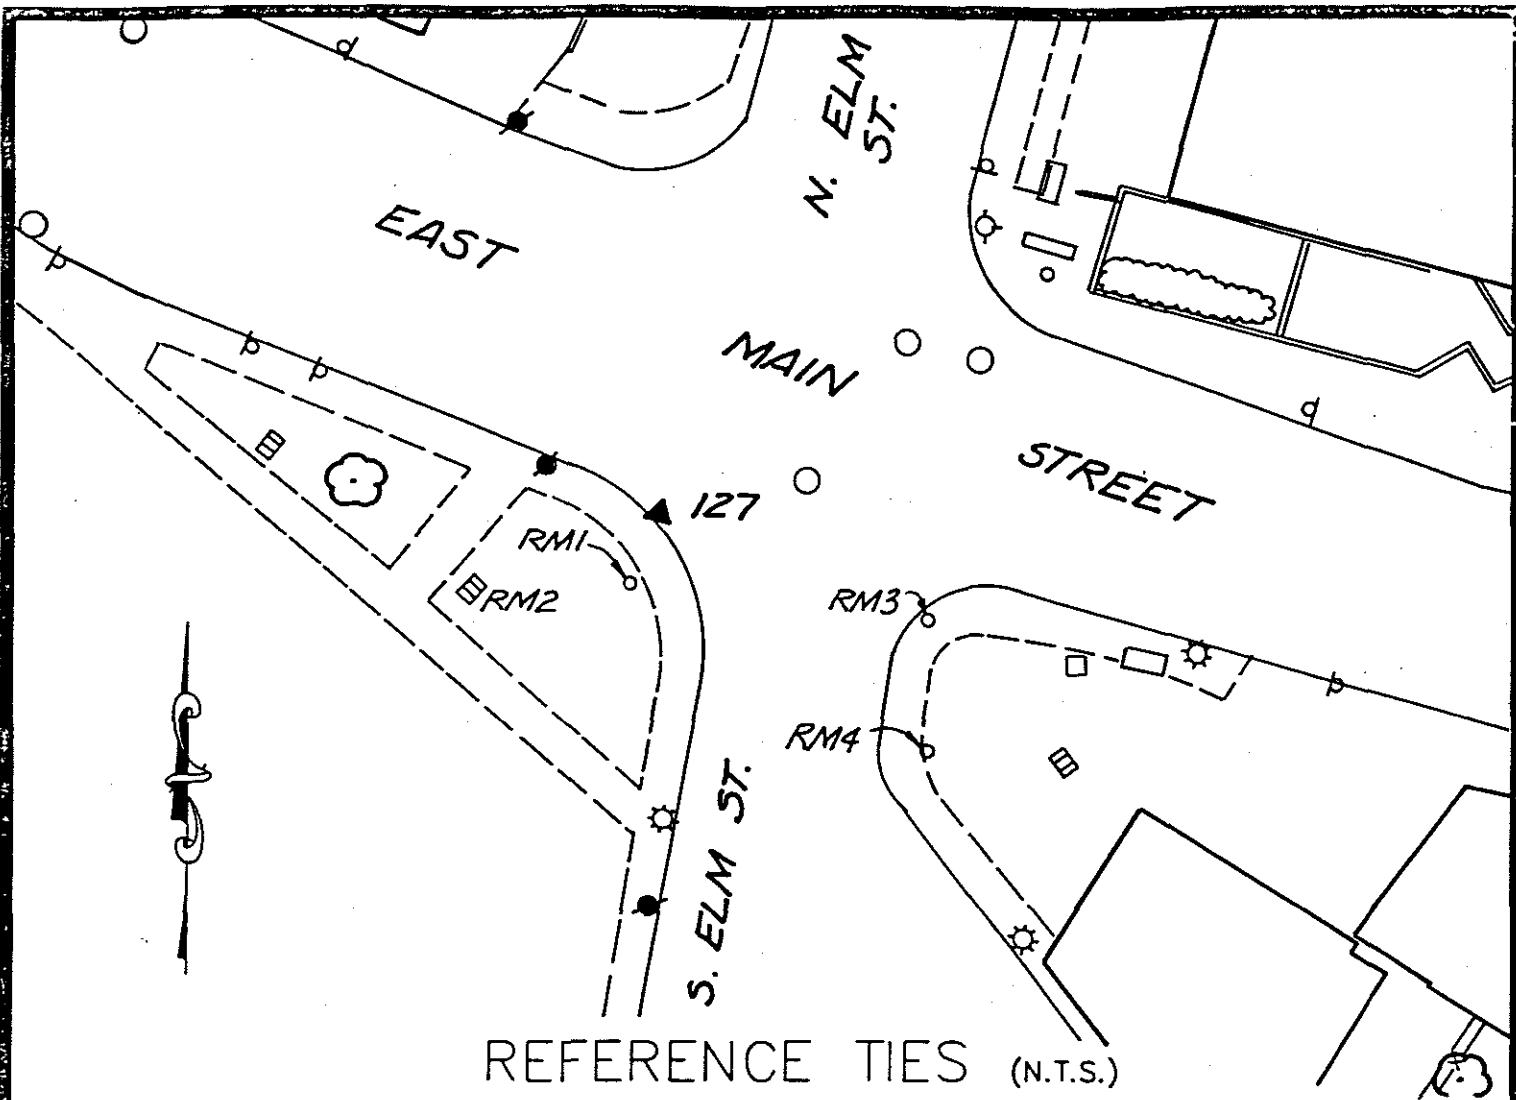 N. ELM
ST.
EAST
MAIN
STREET
127
RM1
RM2
RM3
RM4
S. ELM ST.
REFERENCE TIES (N.T.S.)